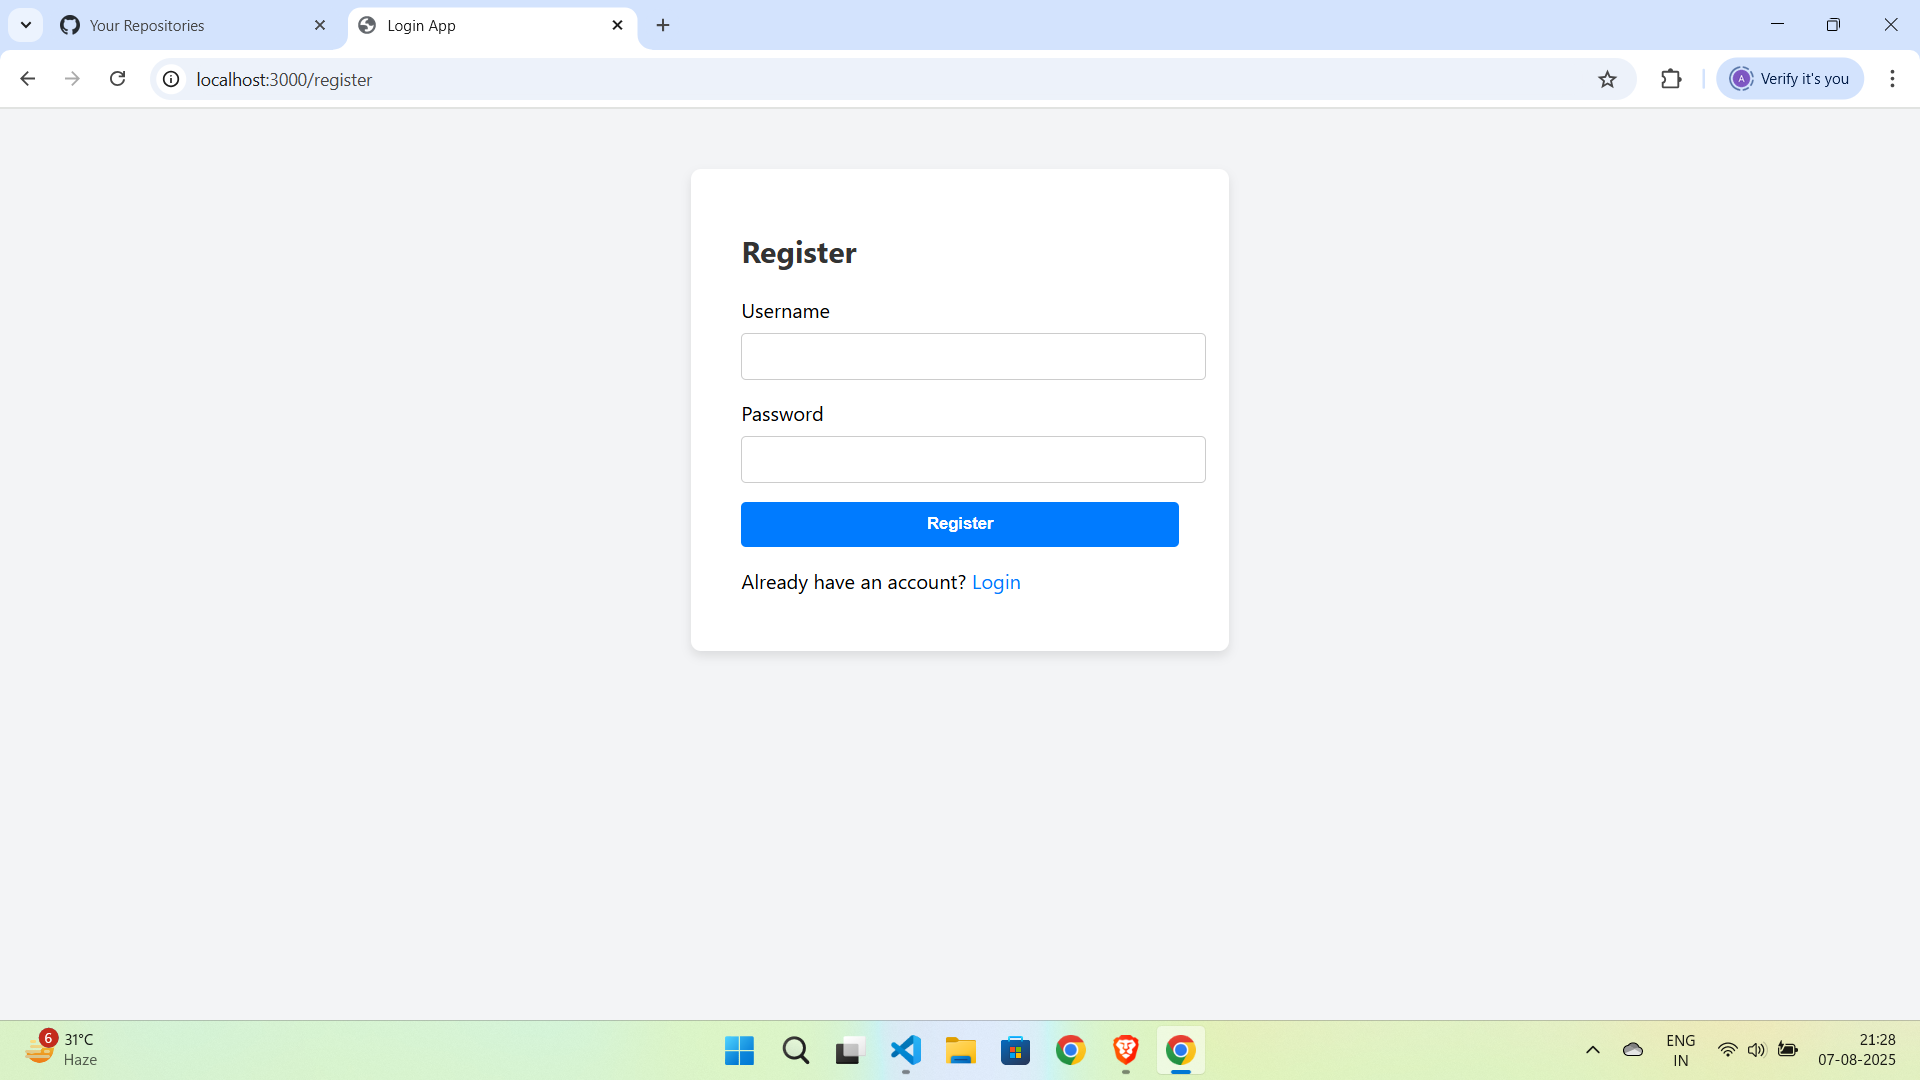 Your Repositories
Login App
localhost:3000/register
A
Verify it's you
Register
Username
Password
Register
Already have an account? Login
6
31°C
Haze
ENG
IN
21:28
07-08-2025